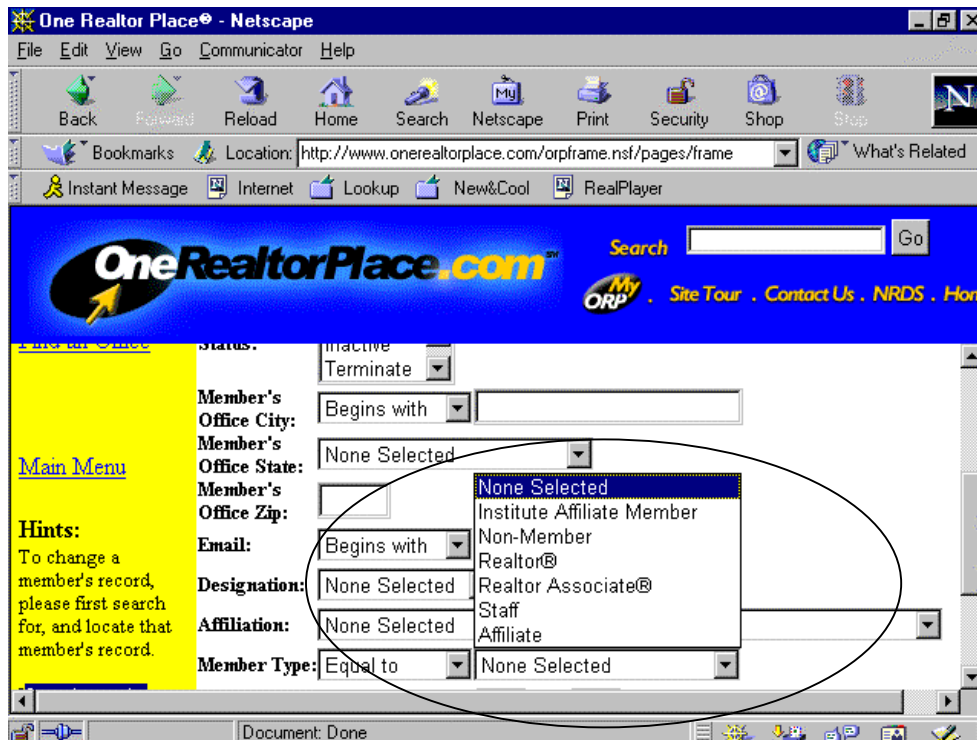 One Realtor Place® - Netscape
File Edit View Go Communicator Help
Back Forward Reload Home Search Netscape Print Security Shop Stop
Bookmarks Location: http://www.onerealtorplace.com/orpframe.nsf/pages/frame What's Related
Instant Message Internet Lookup New&Cool RealPlayer
OneRealtorPlace.com℠
Search Go
My ORP . Site Tour . Contact Us . NRDS . Hom
Find an Office
Status: Inactive
Terminate
Member's Office City: Begins with
Member's Office State: None Selected
Main Menu
Member's Office Zip:
None Selected
Institute Affiliate Member
Non-Member
Realtor®
Realtor Associate®
Staff
Affiliate
Hints:
To change a
member's record,
please first search
for, and locate that
member's record.
Email: Begins with
Designation: None Selected
Affiliation: None Selected
Member Type: Equal to None Selected
Document: Done